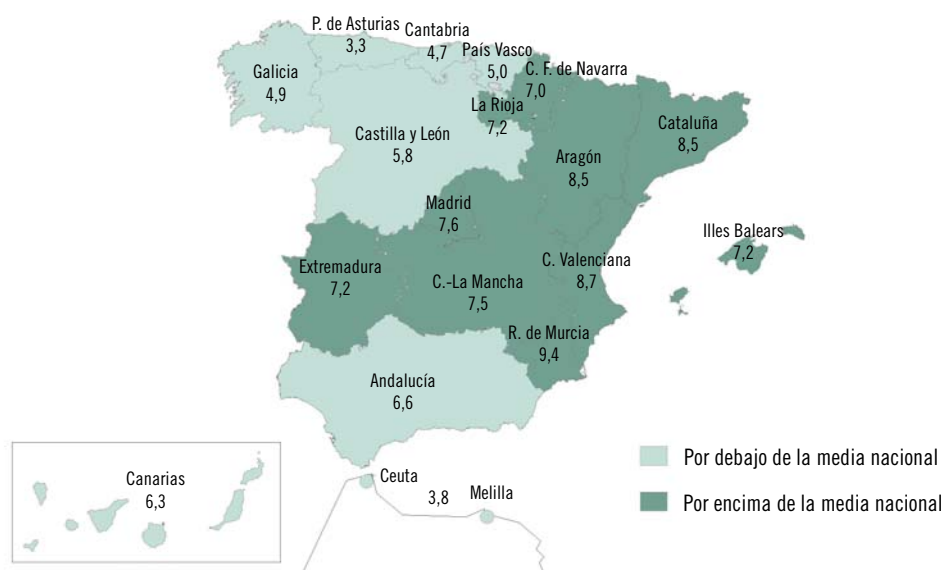 P. de Asturias
3,3
Cantabria
4,7
País Vasco
5,0
C. F. de Navarra
7,0
Galicia
4,9
La Rioja
7,2
Castilla y León
5,8
Cataluña
8,5
Aragón
8,5
Madrid
7,6
Illes Balears
7,2
Extremadura
7,2
C.-La Mancha
7,5
C. Valenciana
8,7
R. de Murcia
9,4
Andalucía
6,6
Canarias
6,3
Ceuta
3,8
Melilla
Por debajo de la media nacional
Por encima de la media nacional